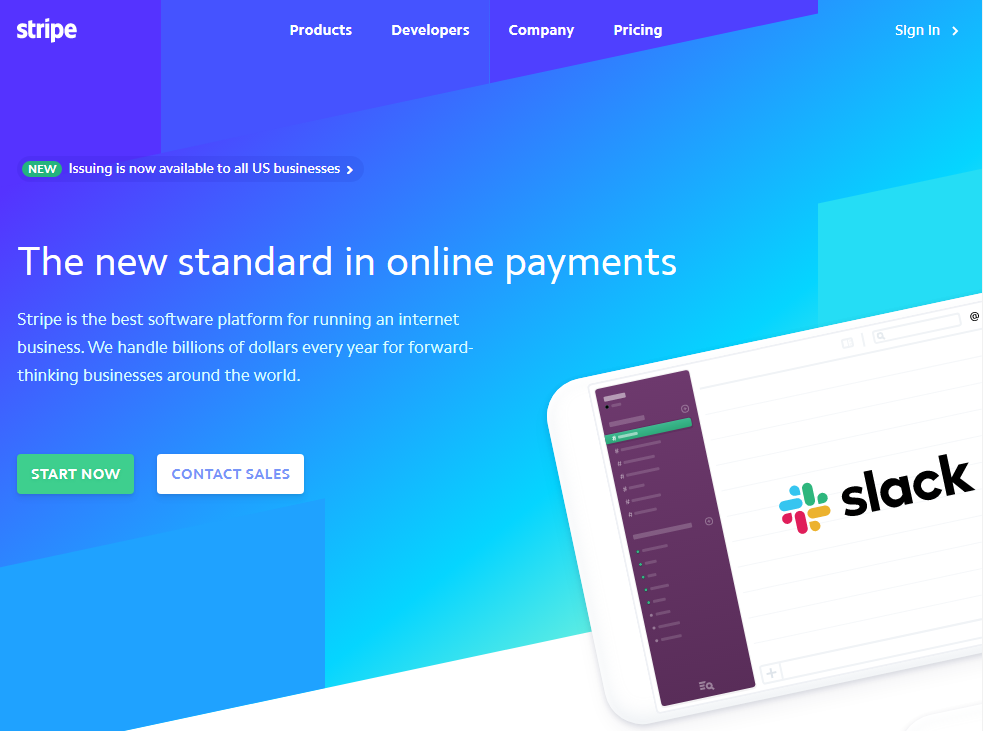 stripe
Products
Developers
Company
Pricing
Sign in
NEW Issuing is now available to all US businesses
The new standard in online payments
Stripe is the best software platform for running an internet
business. We handle billions of dollars every year for forward-
thinking businesses around the world.
@
START NOW
CONTACT SALES
slack